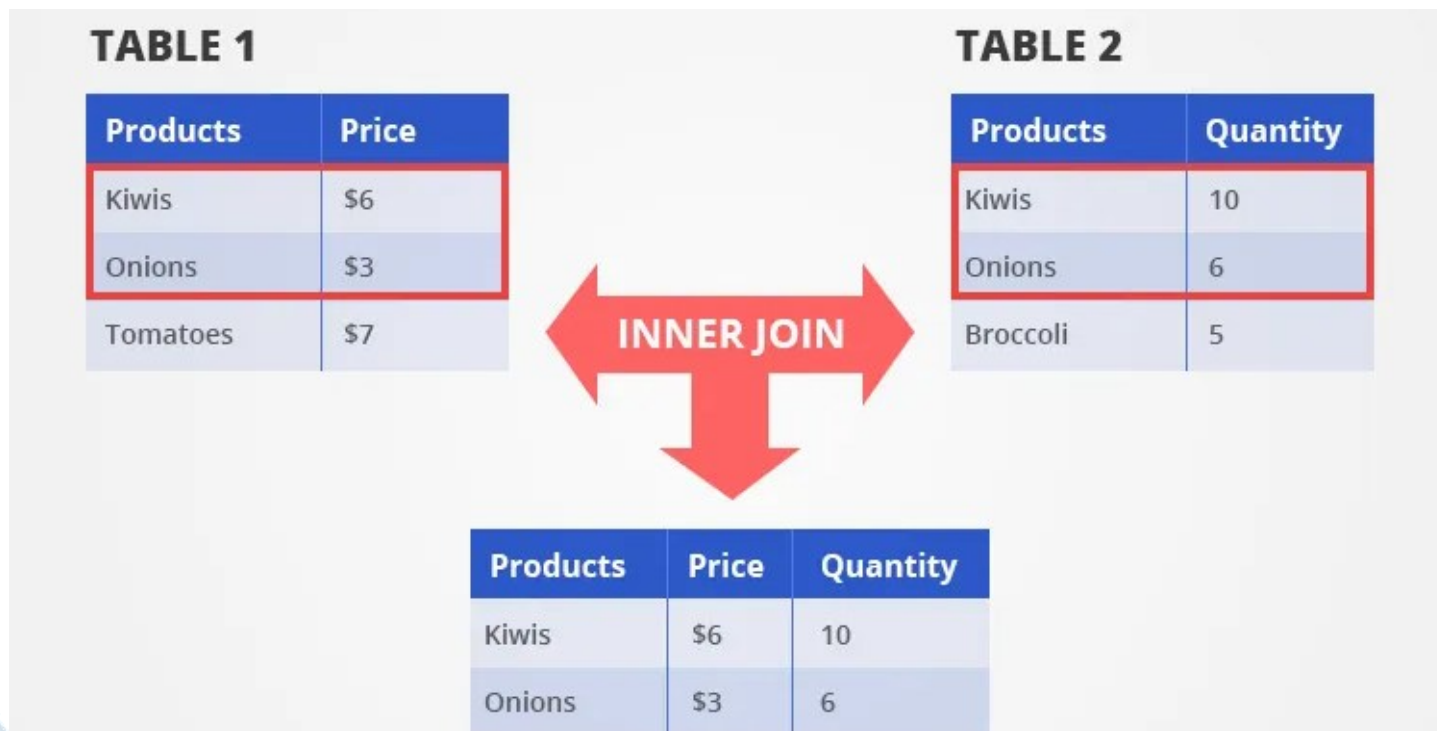 TABLE 1
TABLE 2
Products Price
Kiwis $6
Onions $3
Tomatoes $7
Products Quantity
Kiwis 10
Onions 6
Broccoli 5
INNER JOIN
Products Price Quantity
Kiwis $6 10
Onions $3 6